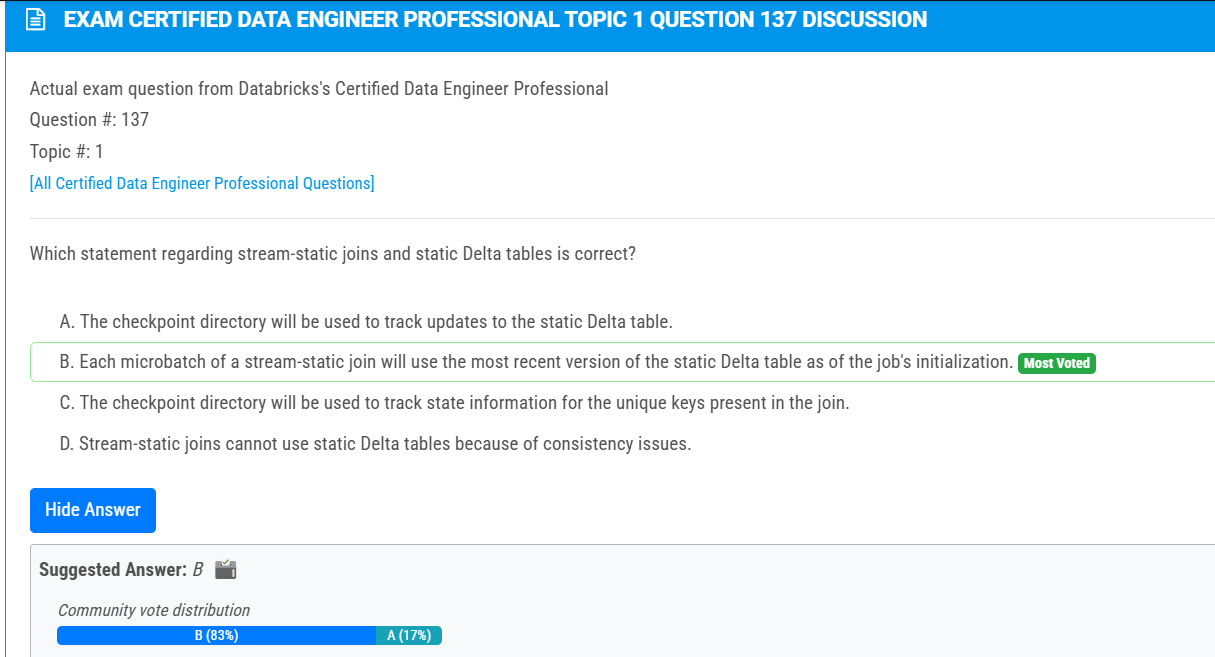 EXAM CERTIFIED DATA ENGINEER PROFESSIONAL TOPIC 1 QUESTION 137 DISCUSSION
Actual exam question from Databricks's Certified Data Engineer Professional
Question #: 137
Topic #: 1
[All Certified Data Engineer Professional Questions]
Which statement regarding stream-static joins and static Delta tables is correct?
A. The checkpoint directory will be used to track updates to the static Delta table.
B. Each microbatch of a stream-static join will use the most recent version of the static Delta table as of the job's initialization. Most Voted
C. The checkpoint directory will be used to track state information for the unique keys present in the join.
D. Stream-static joins cannot use static Delta tables because of consistency issues.
Hide Answer
Suggested Answer: B
Community vote distribution
B (83%) A (17%)